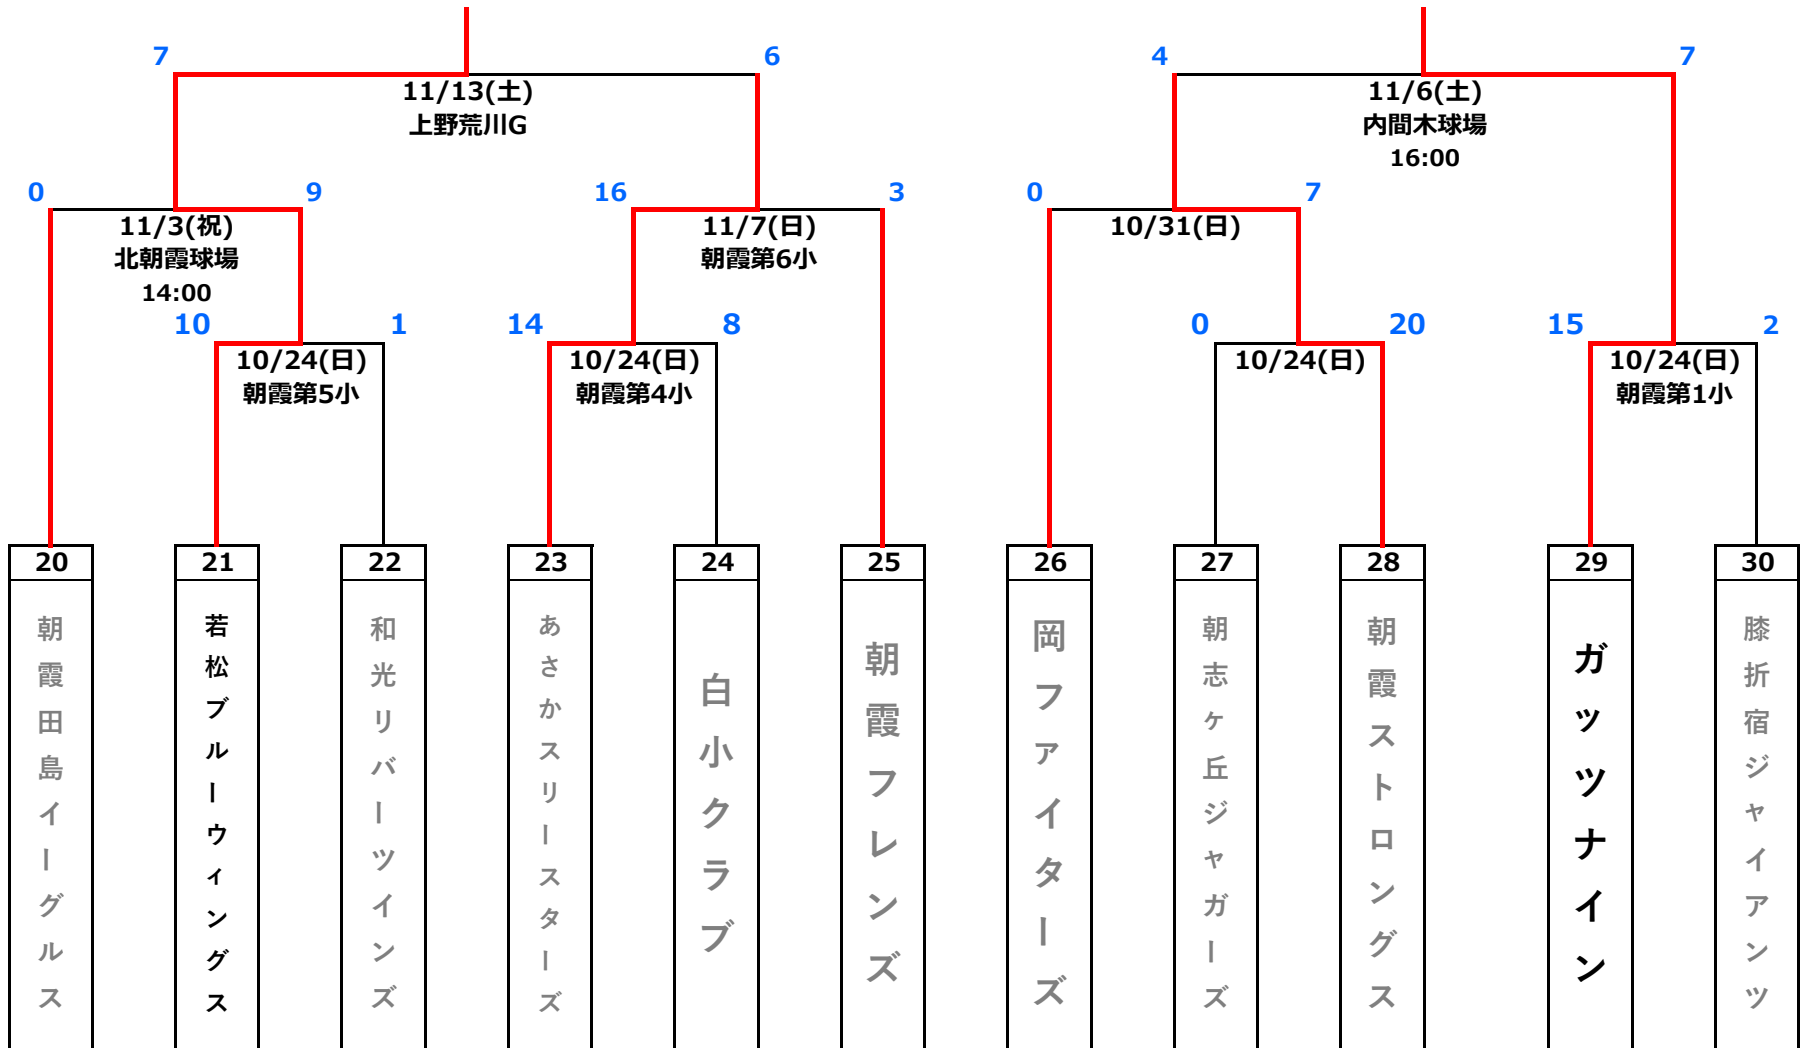 7 6 4 7
11/13(土)
上野荒川G
11/6(土)
内間木球場
16:00
0 9 16 3 0 7
11/3(祝)
北朝霞球場
14:00
11/7(日)
朝霞第6小
10/31(日)
10 1 14 8 0 20 15 2
10/24(日)
朝霞第5小
10/24(日)
朝霞第4小
10/24(日)
10/24(日)
朝霞第1小
20
朝霞田島イーグルス
21
若松ブルーウィングス
22
和光リバーツインズ
23
あさかスリースターズ
24
白小クラブ
25
朝霞フレンズ
26
岡ファイターズ
27
朝志ヶ丘ジャガーズ
28
朝霞ストロングス
29
ガッツナイン
30
膝折宿ジャイアンツ